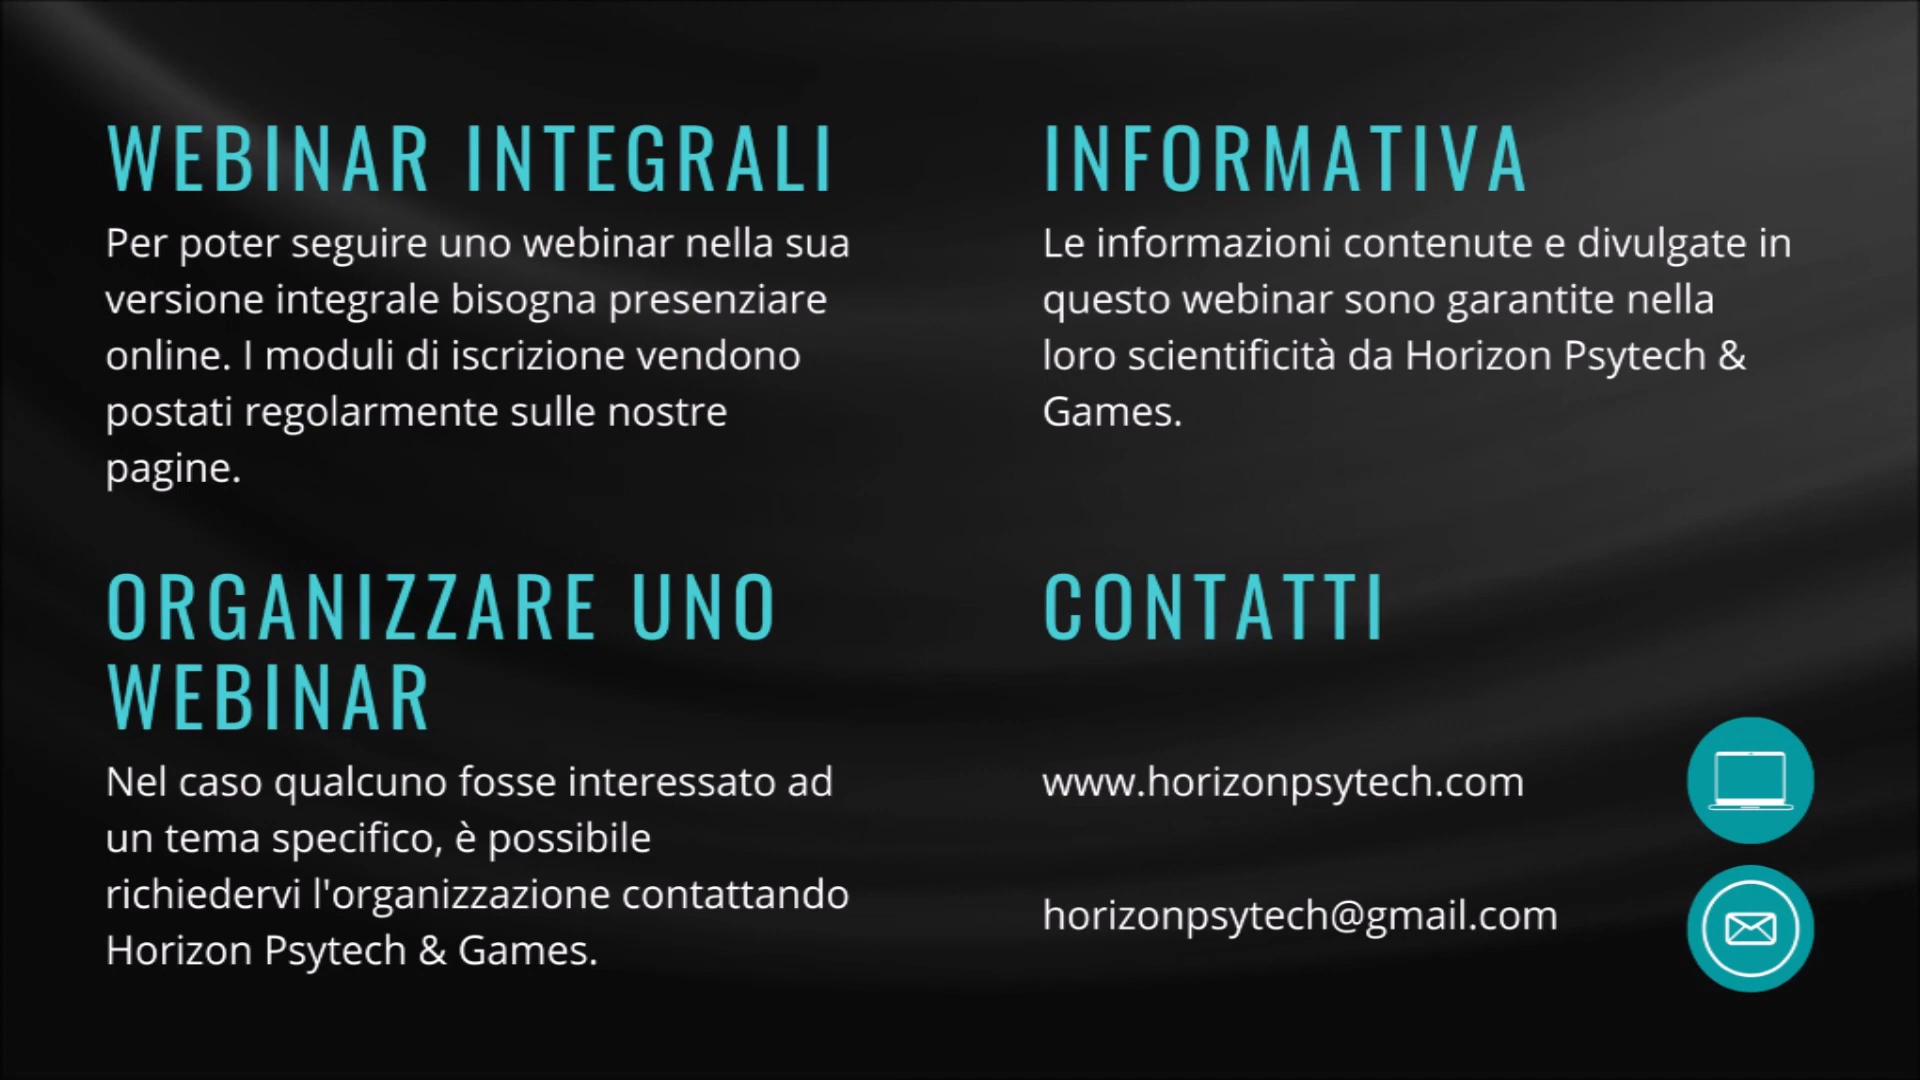 WEBINAR INTEGRALI
Per poter seguire uno webinar nella sua
versione integrale bisogna presenziare
online. I moduli di iscrizione vendono
postati regolarmente sulle nostre
pagine.
INFORMATIVA
Le informazioni contenute e divulgate in
questo webinar sono garantite nella
loro scientificità da Horizon Psytech &
Games.
ORGANIZZARE UNO
WEBINAR
Nel caso qualcuno fosse interessato ad
un tema specifico, è possibile
richiedervi l'organizzazione contattando
Horizon Psytech & Games.
CONTATTI
www.horizonpsytech.com
horizonpsytech@gmail.com